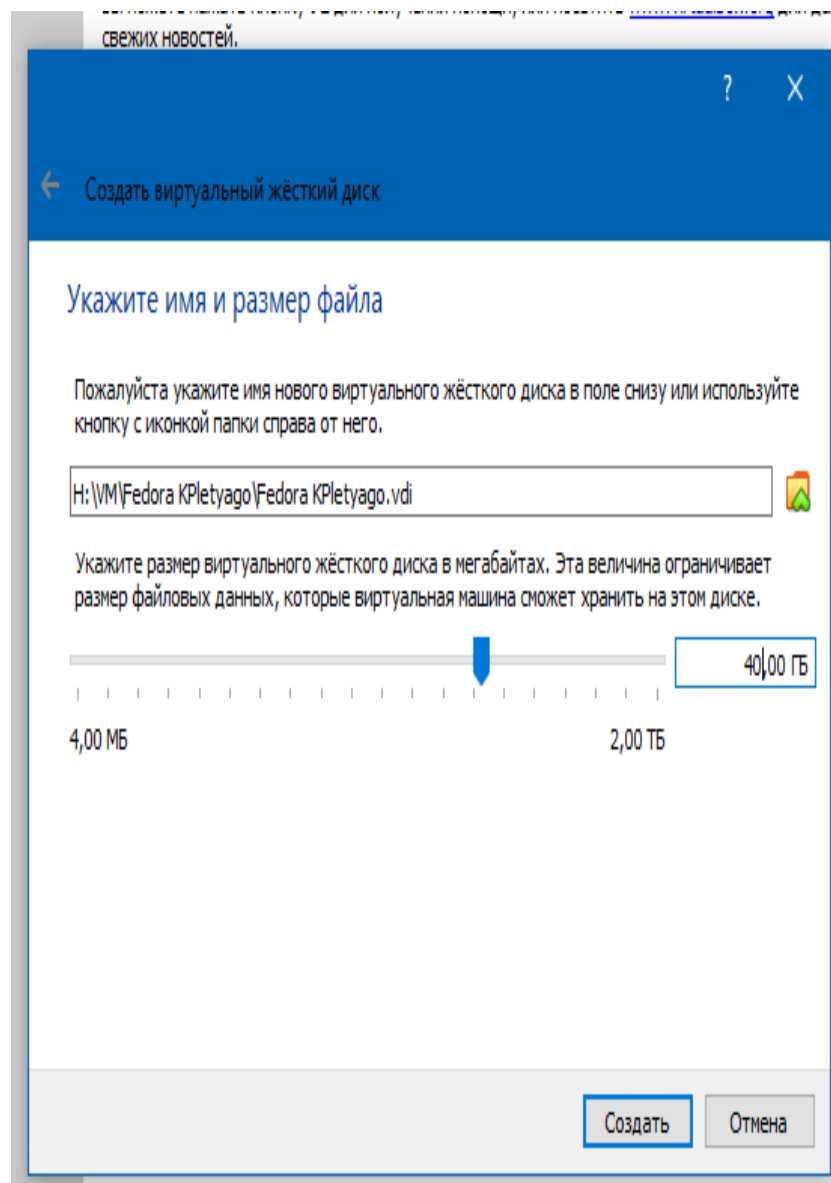 свежих новостей.
?
Создать виртуальный жёсткий диск
Укажите имя и размер файла
Пожалуйста укажите имя нового виртуального жёсткого диска в поле снизу или используйте
кнопку с иконкой папки справа от него.
H:\VM\Fedora KPletyago\Fedora KPletyago.vdi
Укажите размер виртуального жёсткого диска в мегабайтах. Эта величина ограничивает
размер файловых данных, которые виртуальная машина сможет хранить на этом диске.
40,00 ГБ
4,00 МБ 2,00 ТБ
Создать Отмена